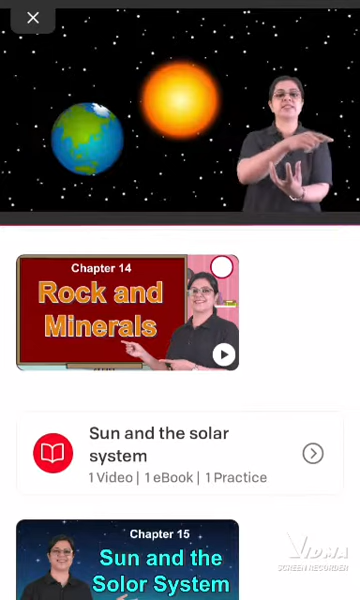 Chapter 14
Rock and
Minerals
Sun and the solar
system
1 Video | 1 eBook | 1 Practice
Chapter 15
Sun and the
Solor System
VIDMA
SCREEN RECORDER